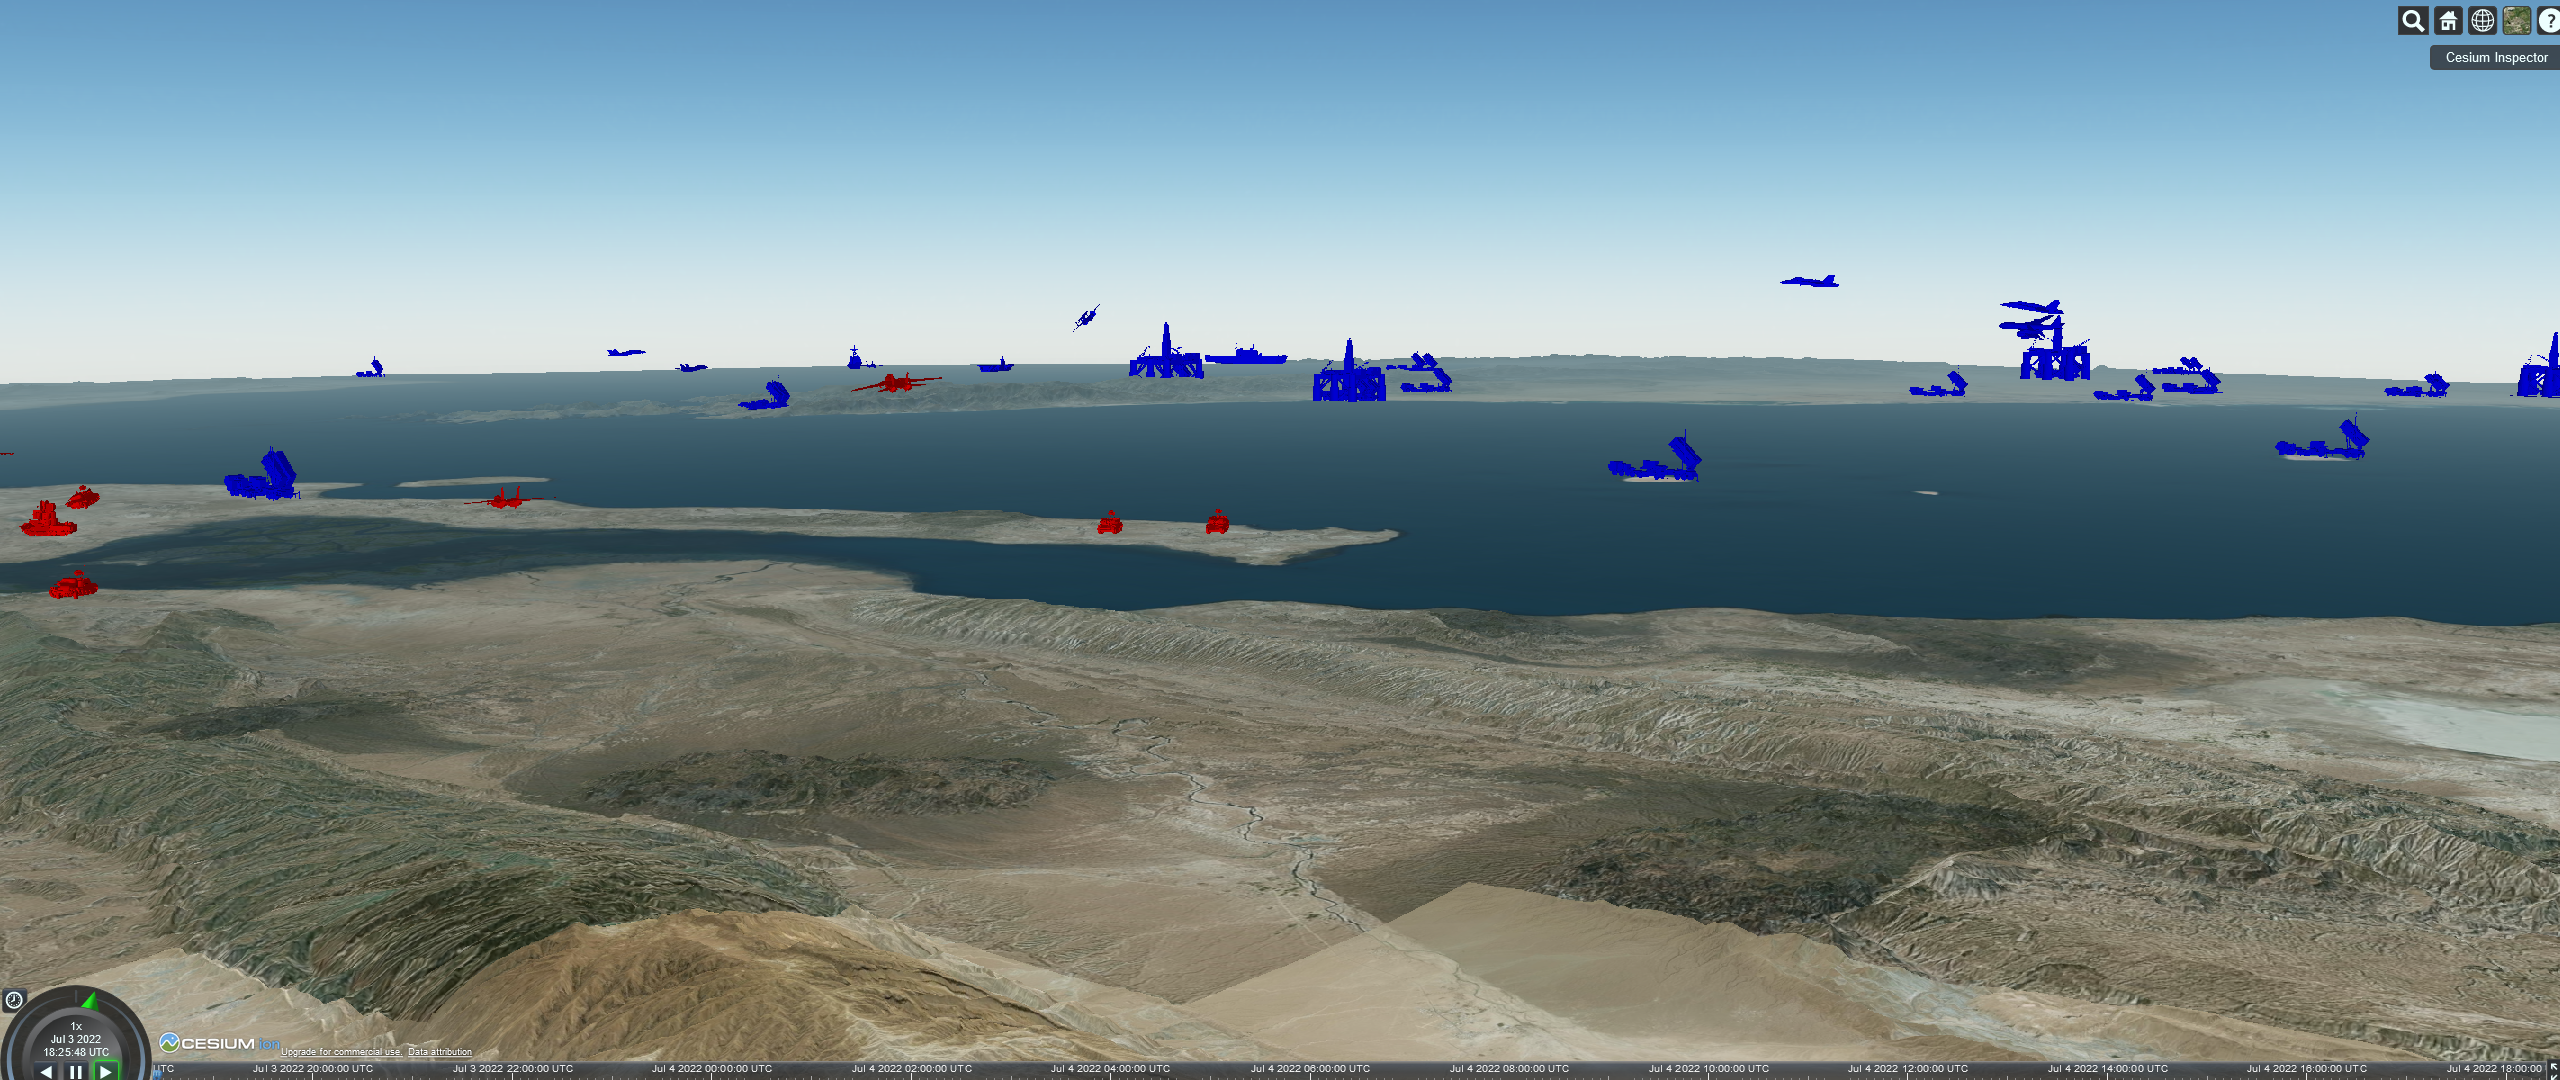 Cesium Inspector
1x
Jul 3 2022
18:25:48 UTC
CESIUM ion
Upgrade for commercial use. Data attribution
UTC
Jul 3 2022 20:00:00 UTC
Jul 3 2022 22:00:00 UTC
Jul 4 2022 00:00:00 UTC
Jul 4 2022 02:00:00 UTC
Jul 4 2022 04:00:00 UTC
Jul 4 2022 06:00:00 UTC
Jul 4 2022 08:00:00 UTC
Jul 4 2022 10:00:00 UTC
Jul 4 2022 12:00:00 UTC
Jul 4 2022 14:00:00 UTC
Jul 4 2022 16:00:00 UTC
Jul 4 2022 18:00:00